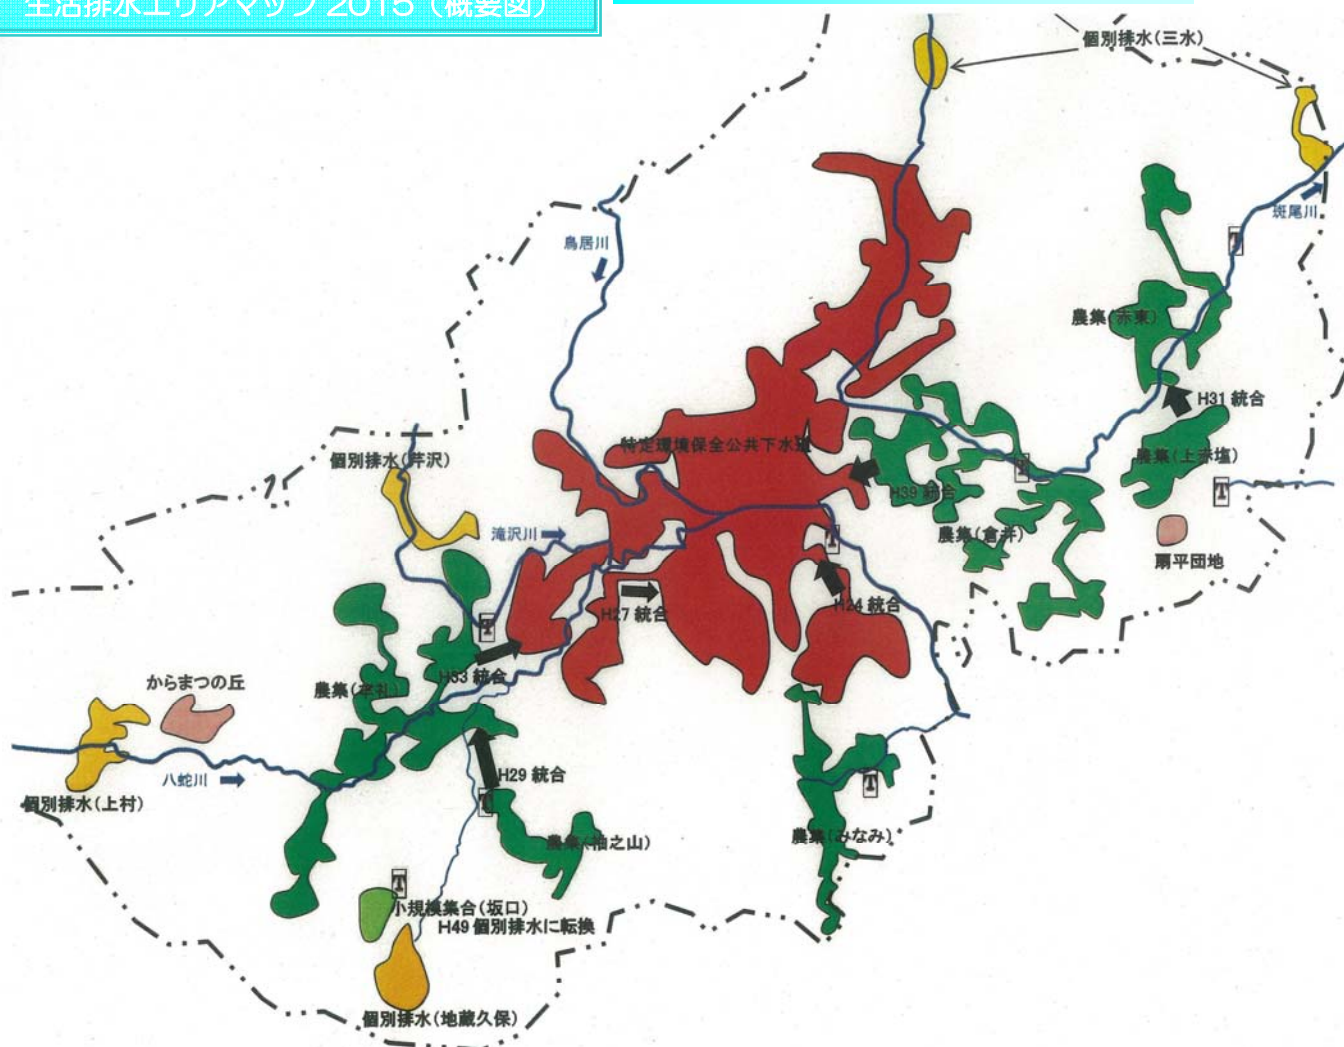 生活排水エリアマップ 2015（概要図）
個別排水(三水)
斑尾川
鳥居川
T
農集(赤東)
H31 統合
特定環境保全公共下水道
個別排水(芹沢)
農集(上赤塩)
T
H39 統合
T
滝沢川
農集(倉井)
T
扇平団地
H27 統合
H24 統合
T
H33 統合
からまつの丘
農集(牟礼)
八蛇川
H29 統合
T
個別排水(上村)
T
農集(袖之山)
農集(みなみ)
T
小規模集合(坂口)
H49 個別排水に転換
個別排水(地蔵久保)